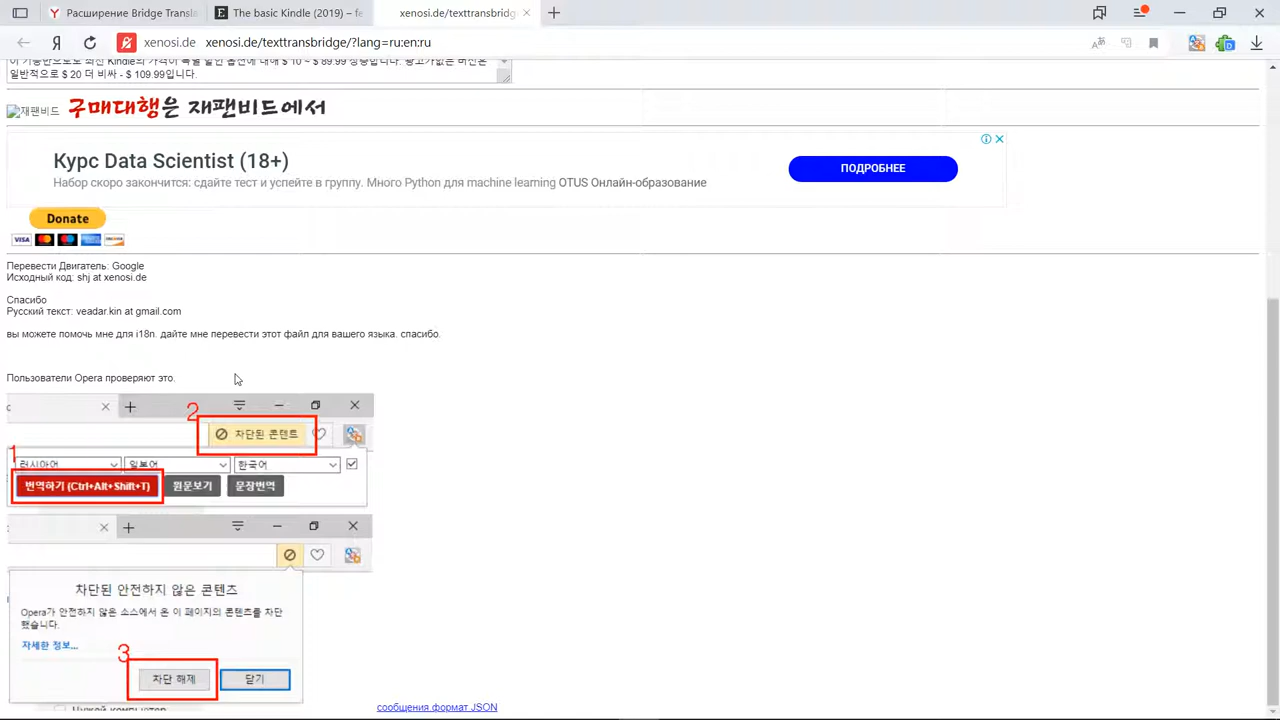 Расширение Bridge Transl
The basic Kindle (2019) – fe
xenosi.de/texttransbridg
Я xenosi.de xenosi.de/texttransbridge/?lang=ru:en:ru
일반적으로 $ 20 더 비싸 - $ 109.99입니다.
재팬비드 구매대행은 재팬비드에서
Курс Data Scientist (18+)
Набор скоро закончится: сдайте тест и успейте в группу. Много Python для machine learning OTUS Онлайн-образование
ПОДРОБНЕЕ
Donate
VISA
Перевести Двигатель: Google
Исходный код: shj at xenosi.de
Спасибо
Русский текст: veadar.kin at gmail.com
вы можете помочь мне для i18n. дайте мне перевести этот файл для вашего языка. спасибо.
Пользователи Opera проверяют это.
2
차단된 콘텐트
1
러시아어 일본어 한국어
번역하기 (Ctrl+Alt+Shift+T) 원문보기 문장번역
차단된 안전하지 않은 콘텐츠
Opera가 안전하지 않은 소스에서 온 이 페이지의 콘텐츠를 차단
했습니다.
자세한 정보...
3
차단 해제 닫기
сообщения формат JSON